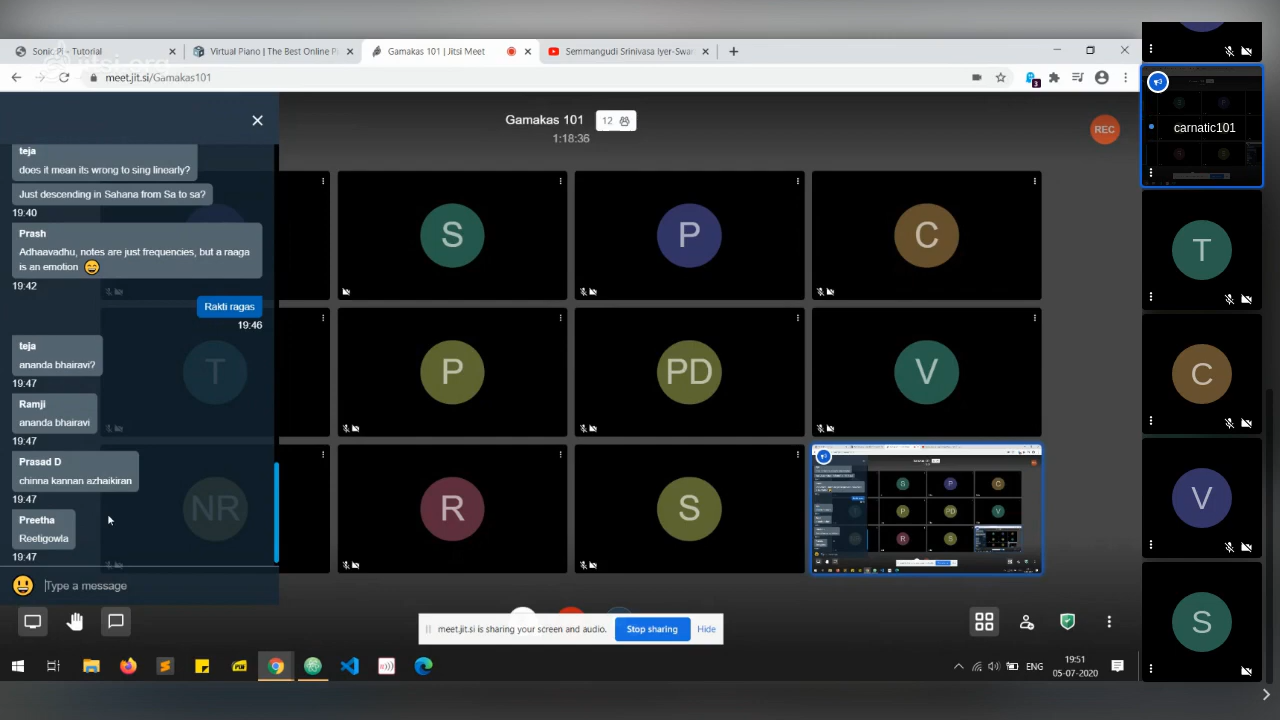 Sonic Pi - Tutorial
Virtual Piano | The Best Online P
Gamakas 101 | Jitsi Meet
Semmangudi Srinivasa Iyer-Swar
jitsi.org
meet.jit.si/Gamakas101
3
Gamakas 101
12
1:18:36
REC
teja
does it mean its wrong to sing linearly?
Just descending in Sahana from Sa to sa?
19:40
Prash
Adhaavadhu, notes are just frequencies, but a raaga
is an emotion 😄
19:42
Rakti ragas
19:46
teja
ananda bhairavi?
19:47
Ramji
ananda bhairavi
19:47
Prasad D
chinna kannan azhaikiran
19:47
Preetha
Reetigowla
19:47
Type a message
S
P
C
T
P
PD
V
NR
R
S
carnatic101
T
C
V
S
meet.jit.si is sharing your screen and audio.
Stop sharing
Hide
ENG
19:51
05-07-2020